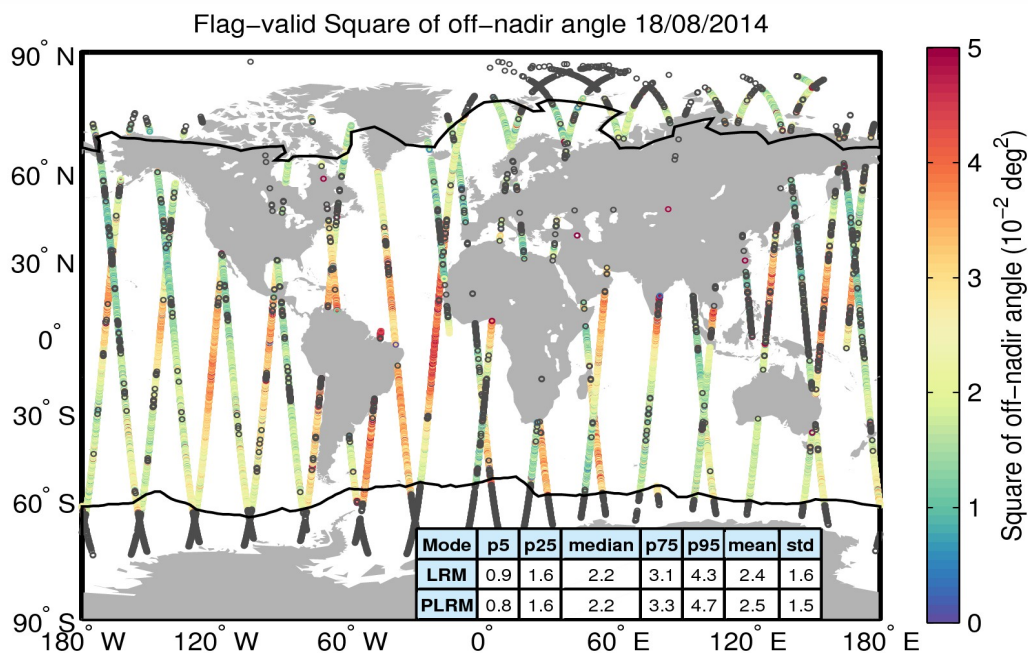 Flag-valid Square of off-nadir angle 18/08/2014
90° N
60° N
30° N
0°
30° S
60° S
90° S
180° W
120° W
60° W
0°
60° E
120° E
180° E
Mode p5 p25 median p75 p95 mean std
LRM 0.9 1.6 2.2 3.1 4.3 2.4 1.6
PLRM 0.8 1.6 2.2 3.3 4.7 2.5 1.5
5
4
3
2
1
0
Square of off-nadir angle (10⁻² deg²)